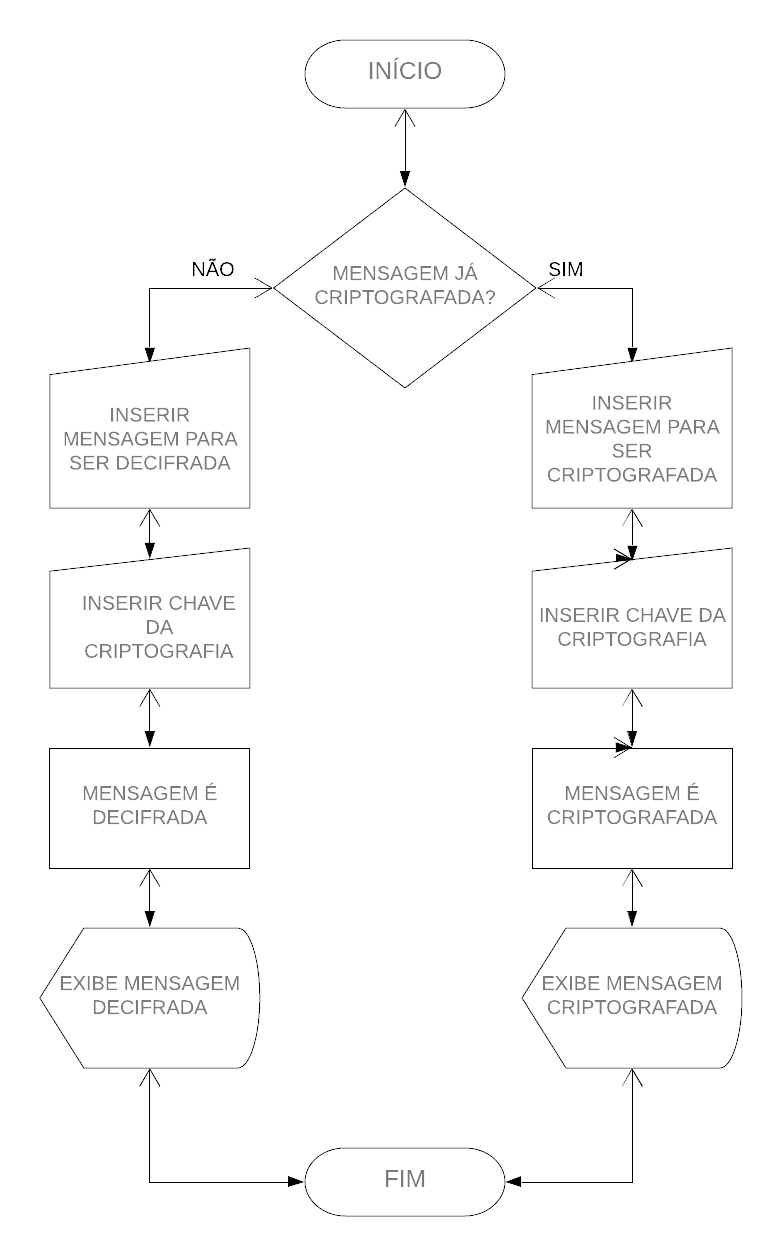 INÍCIO
NÃO
MENSAGEM JÁ
CRIPTOGRAFADA?
SIM
INSERIR
MENSAGEM PARA
SER DECIFRADA
INSERIR
MENSAGEM PARA
SER
CRIPTOGRAFADA
INSERIR CHAVE
DA
CRIPTOGRAFIA
INSERIR CHAVE DA
CRIPTOGRAFIA
MENSAGEM É
DECIFRADA
MENSAGEM É
CRIPTOGRAFADA
EXIBE MENSAGEM
DECIFRADA
EXIBE MENSAGEM
CRIPTOGRAFADA
FIM